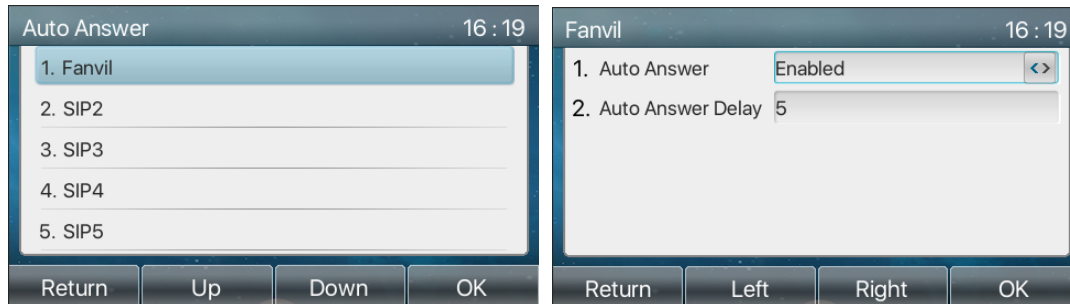 Auto Answer 16 : 19
1. Fanvil
2. SIP2
3. SIP3
4. SIP4
5. SIP5
Return Up Down OK
Fanvil 16 : 19
1. Auto Answer Enabled <>
2. Auto Answer Delay 5
Return Left Right OK